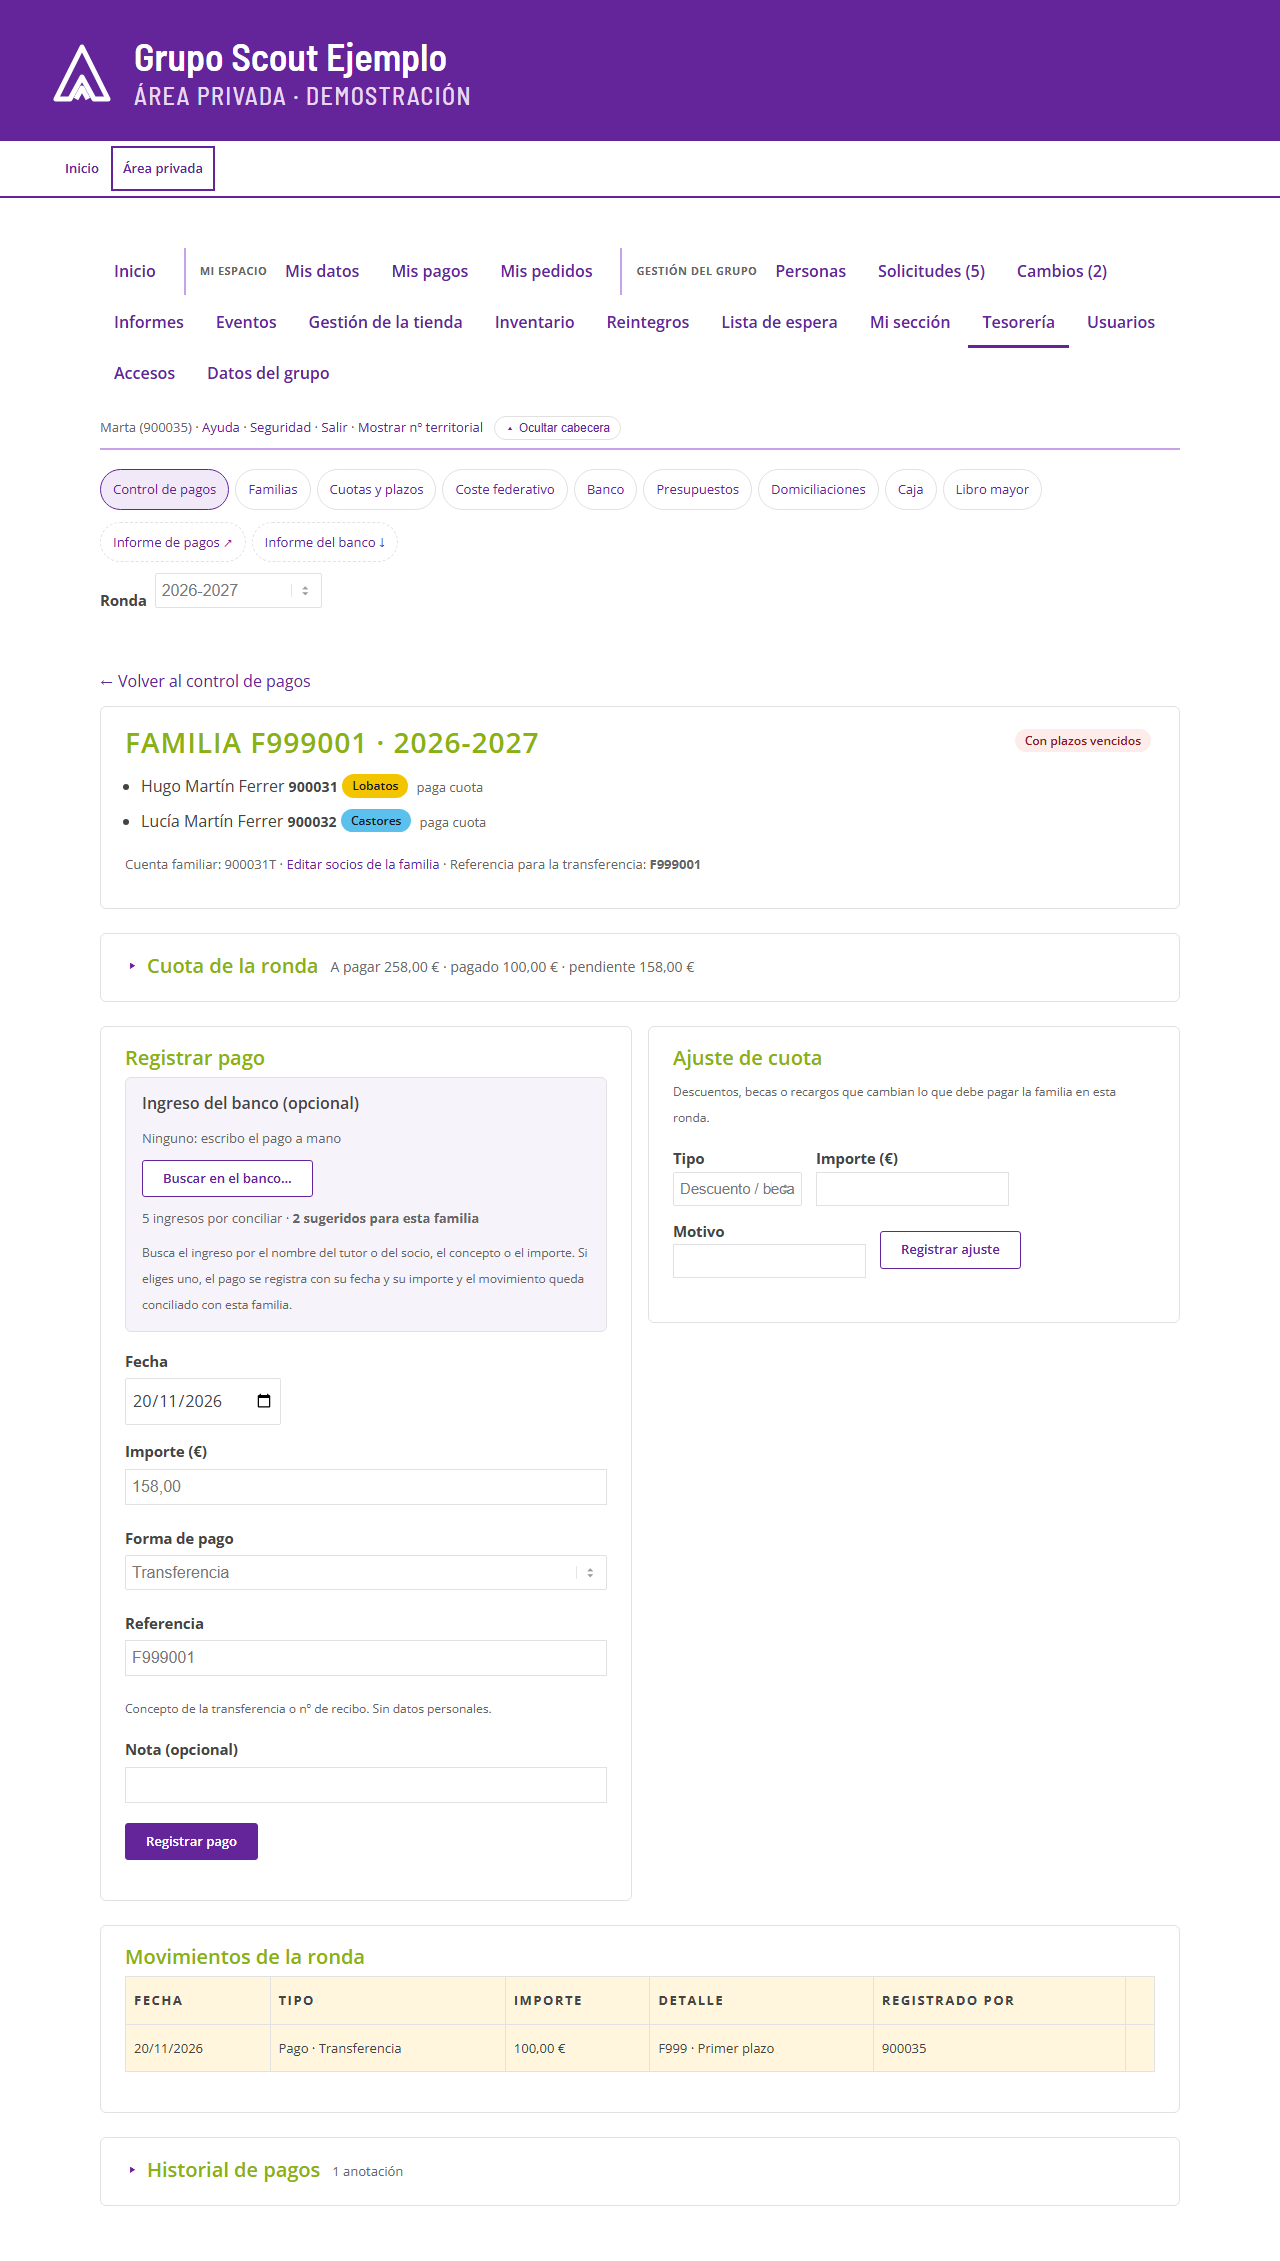 Grupo Scout Ejemplo
ÁREA PRIVADA · DEMOSTRACIÓN
Inicio Área privada
Inicio MI ESPACIO Mis datos Mis pagos Mis pedidos GESTIÓN DEL GRUPO Personas Solicitudes (5) Cambios (2)
Informes Eventos Gestión de la tienda Inventario Reintegros Lista de espera Mi sección Tesorería Usuarios
Accesos Datos del grupo
Marta (900035) · Ayuda · Seguridad · Salir · Mostrar nº territorial ▲ Ocultar cabecera
Control de pagos Familias Cuotas y plazos Coste federativo Banco Presupuestos Domiciliaciones Caja Libro mayor
Informe de pagos ↗ Informe del banco ↓
Ronda 2026-2027
← Volver al control de pagos
FAMILIA F999001 · 2026-2027 Con plazos vencidos
• Hugo Martín Ferrer 900031 Lobatos paga cuota
• Lucía Martín Ferrer 900032 Castores paga cuota
Cuenta familiar: 900031T · Editar socios de la familia · Referencia para la transferencia: F999001
▸ Cuota de la ronda A pagar 258,00 € · pagado 100,00 € · pendiente 158,00 €
Registrar pago
Ingreso del banco (opcional)
Ninguno: escribo el pago a mano
Buscar en el banco...
5 ingresos por conciliar · 2 sugeridos para esta familia
Busca el ingreso por el nombre del tutor o del socio, el concepto o el importe. Si
eliges uno, el pago se registra con su fecha y su importe y el movimiento queda
conciliado con esta familia.
Fecha
20/11/2026
Importe (€)
158,00
Forma de pago
Transferencia
Referencia
F999001
Concepto de la transferencia o nº de recibo. Sin datos personales.
Nota (opcional)
Registrar pago
Ajuste de cuota
Descuentos, becas o recargos que cambian lo que debe pagar la familia en esta
ronda.
Tipo Importe (€)
Descuento / beca
Motivo
Registrar ajuste
Movimientos de la ronda
FECHA TIPO IMPORTE DETALLE REGISTRADO POR
20/11/2026 Pago · Transferencia 100,00 € F999 · Primer plazo 900035
▸ Historial de pagos 1 anotación